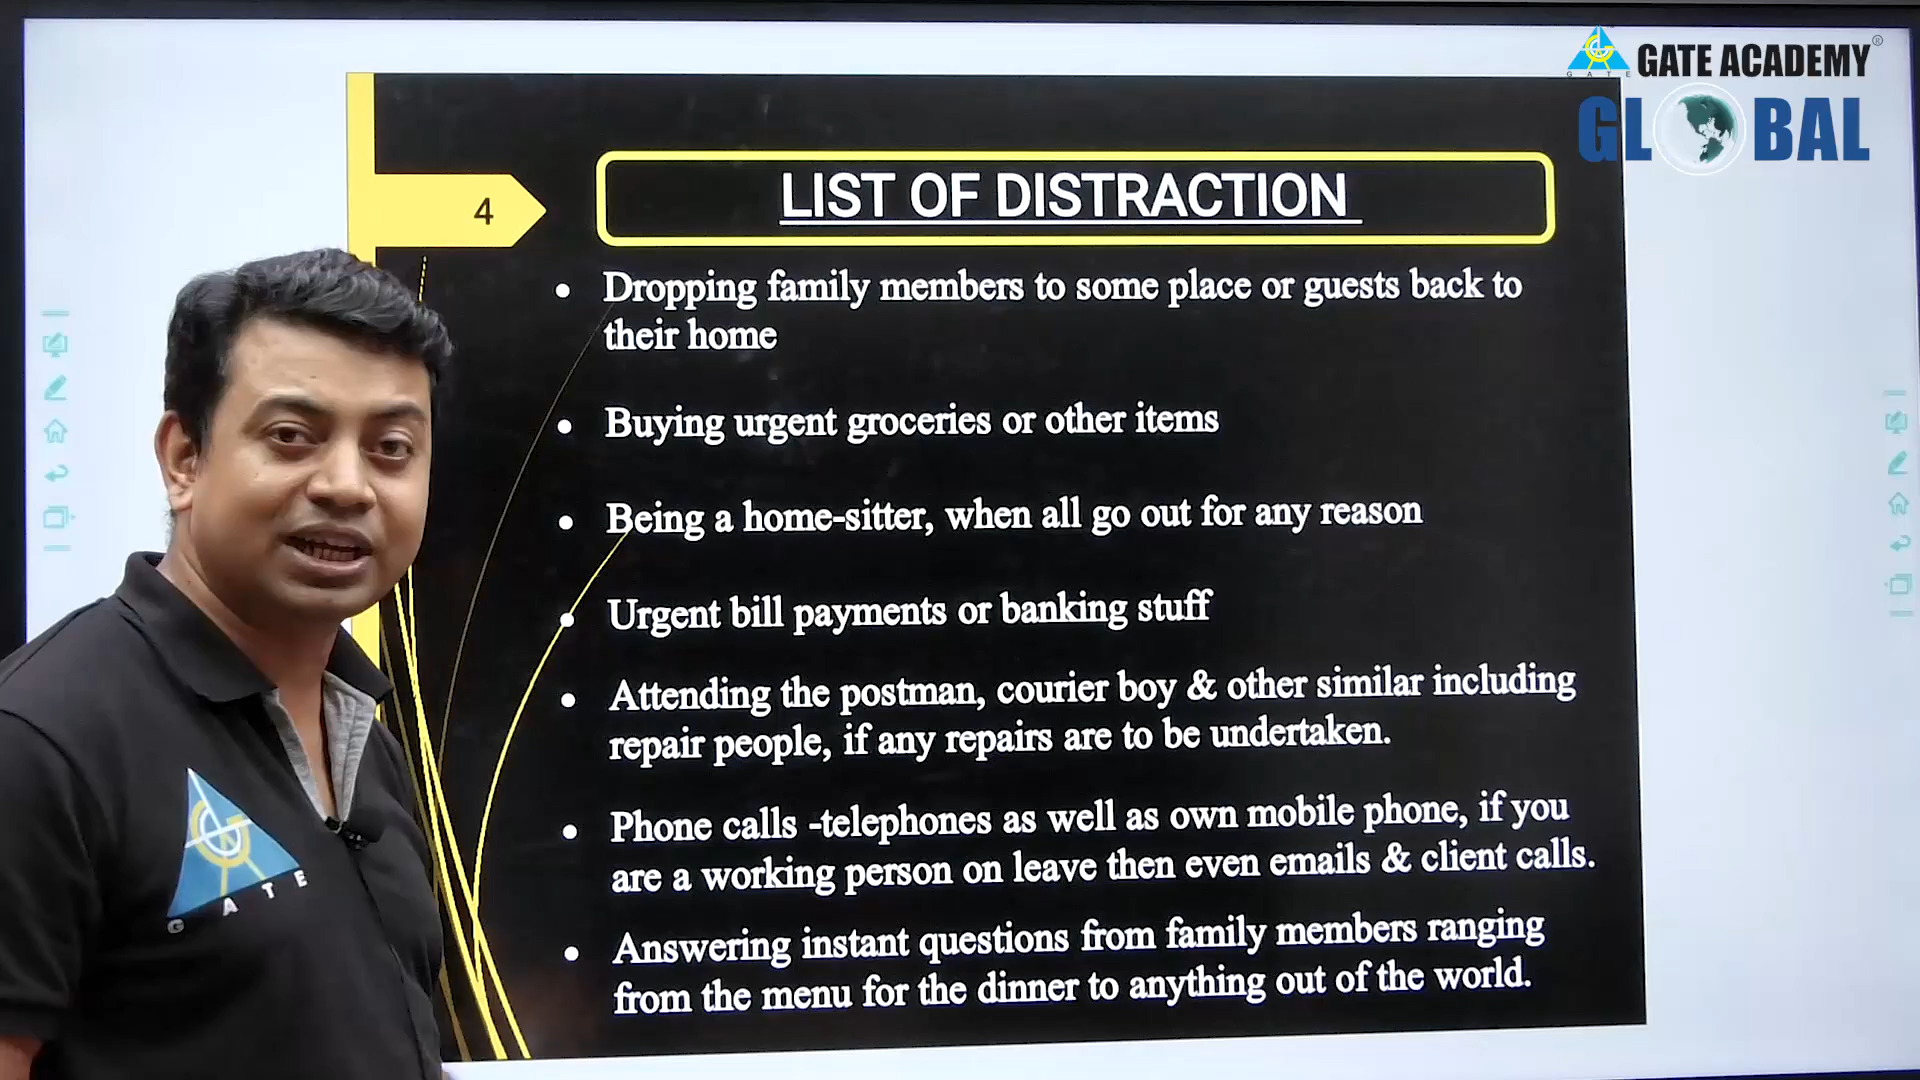 GATE ACADEMY®
GATE
GLOBAL
4
LIST OF DISTRACTION
• Dropping family members to some place or guests back to
their home
• Buying urgent groceries or other items
• Being a home-sitter, when all go out for any reason
• Urgent bill payments or banking stuff
• Attending the postman, courier boy & other similar including
repair people, if any repairs are to be undertaken.
• Phone calls -telephones as well as own mobile phone, if you
are a working person on leave then even emails & client calls.
• Answering instant questions from family members ranging
from the menu for the dinner to anything out of the world.
GATE